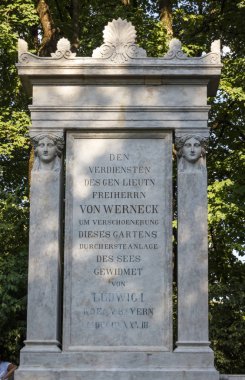 DEN
VERDIENSTEN
DES GEN LIEUTN
FREIHERRN
VON WERNECK
UM VERSCHOENERUNG
DIESES GARTENS
DURCH ERSTE ANLAGE
DES SEES
GEWIDMET
VON
LUDWIG I